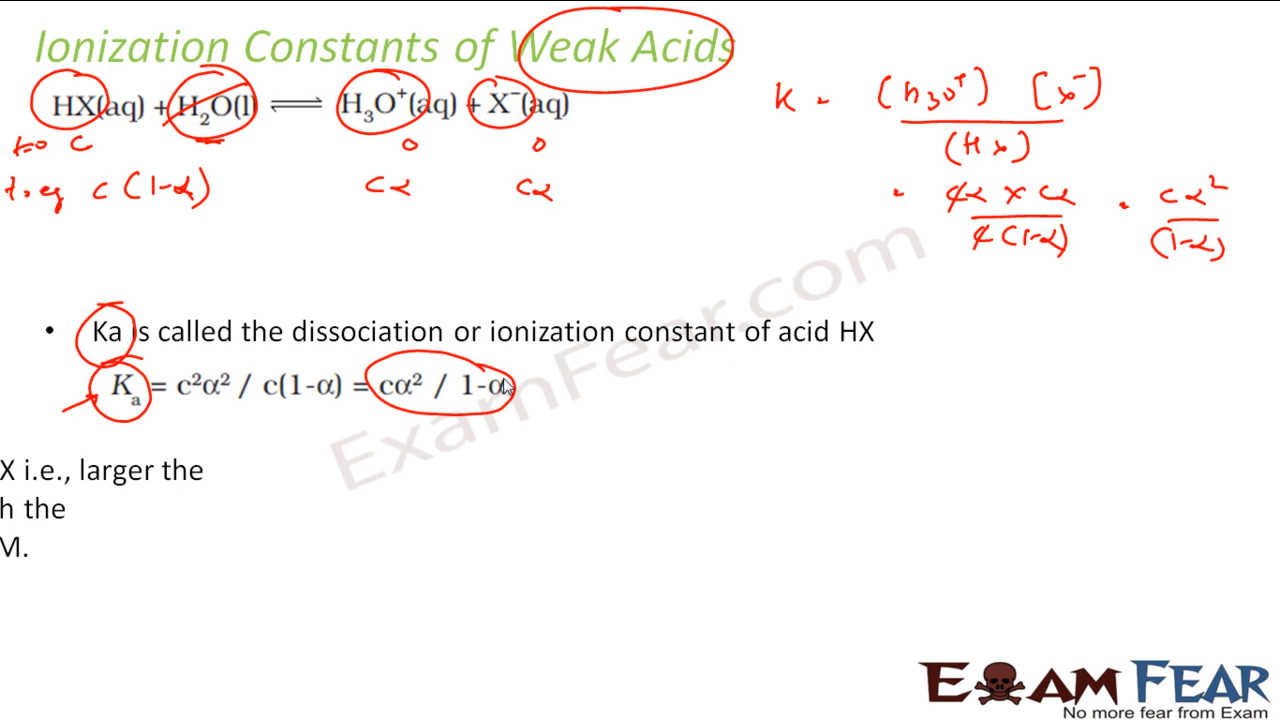 Ionization Constants of Weak Acids
HX(aq) + H₂O(l) ⇌ H₃O⁺(aq) + X⁻(aq)
t=0 C 0 0
t=eq c (1-α) cα cα
K = [H₃O⁺] [X⁻]
[HX]
= cα × cα = cα²
c(1-α) (1-α)
• Ka is called the dissociation or ionization constant of acid HX
Kₐ = c²α² / c(1-α) = cα² / 1-α
X i.e., larger the
h the
M.
ExamFear.com
EXAM FEAR
No more fear from Exam